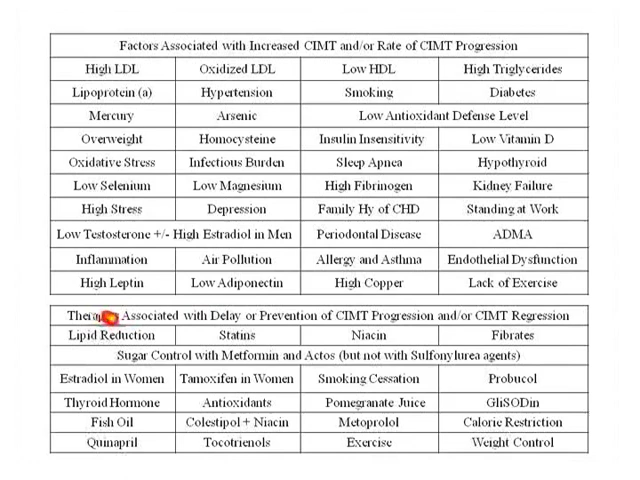 Factors Associated with Increased CIMT and/or Rate of CIMT Progression
High LDL Oxidized LDL Low HDL High Triglycerides
Lipoprotein (a) Hypertension Smoking Diabetes
Mercury Arsenic Low Antioxidant Defense Level
Overweight Homocysteine Insulin Insensitivity Low Vitamin D
Oxidative Stress Infectious Burden Sleep Apnea Hypothyroid
Low Selenium Low Magnesium High Fibrinogen Kidney Failure
High Stress Depression Family Hy of CHD Standing at Work
Low Testosterone +/- High Estradiol in Men Periodontal Disease ADMA
Inflammation Air Pollution Allergy and Asthma Endothelial Dysfunction
High Leptin Low Adiponectin High Copper Lack of Exercise
Associated with Delay or Prevention of CIMT Progression and/or CIMT Regression
Lipid Reduction Statins Niacin Fibrates
Sugar Control with Metformin and Actos (but not with Sulfonylurea agents)
Estradiol in Women Tamoxifen in Women Smoking Cessation Probucol
Thyroid Hormone Antioxidants Pomegranate Juice GliSODin
Fish Oil Colestipol + Niacin Metoprolol Calorie Restriction
Quinapril Tocotrienols Exercise Weight Control